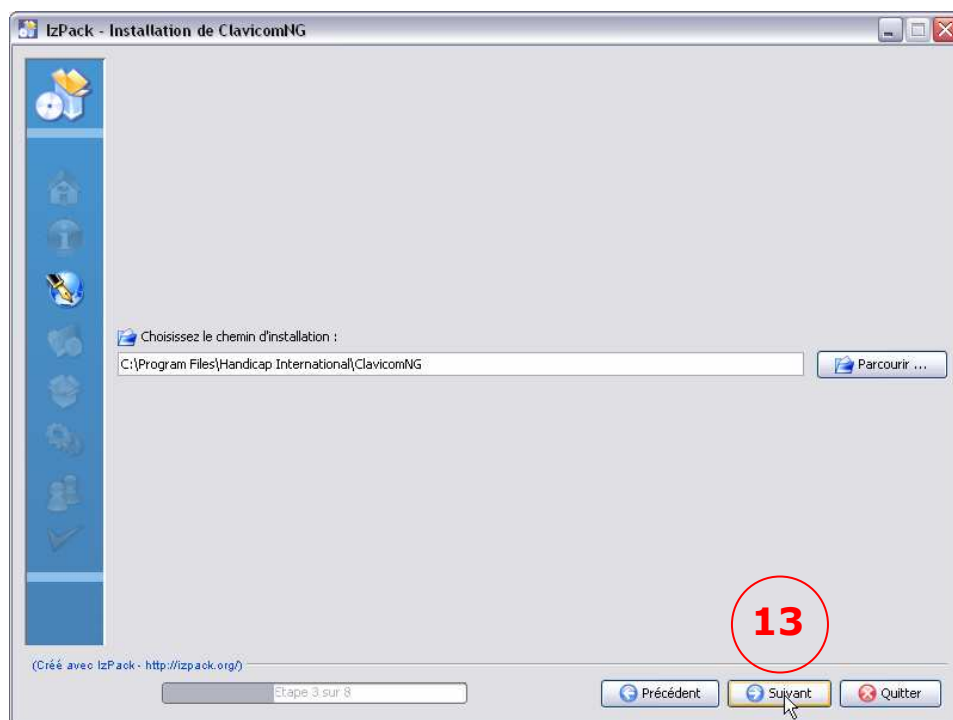 IzPack - Installation de ClavicomNG
Choisissez le chemin d'installation :
C:\Program Files\Handicap International\ClavicomNG
Parcourir ...
13
(Créé avec IzPack - http://izpack.org/)
Etape 3 sur 8
Précédent
Suivant
Quitter